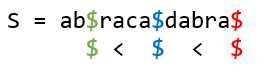 S = ab$raca$dabra$
$ < $ < $